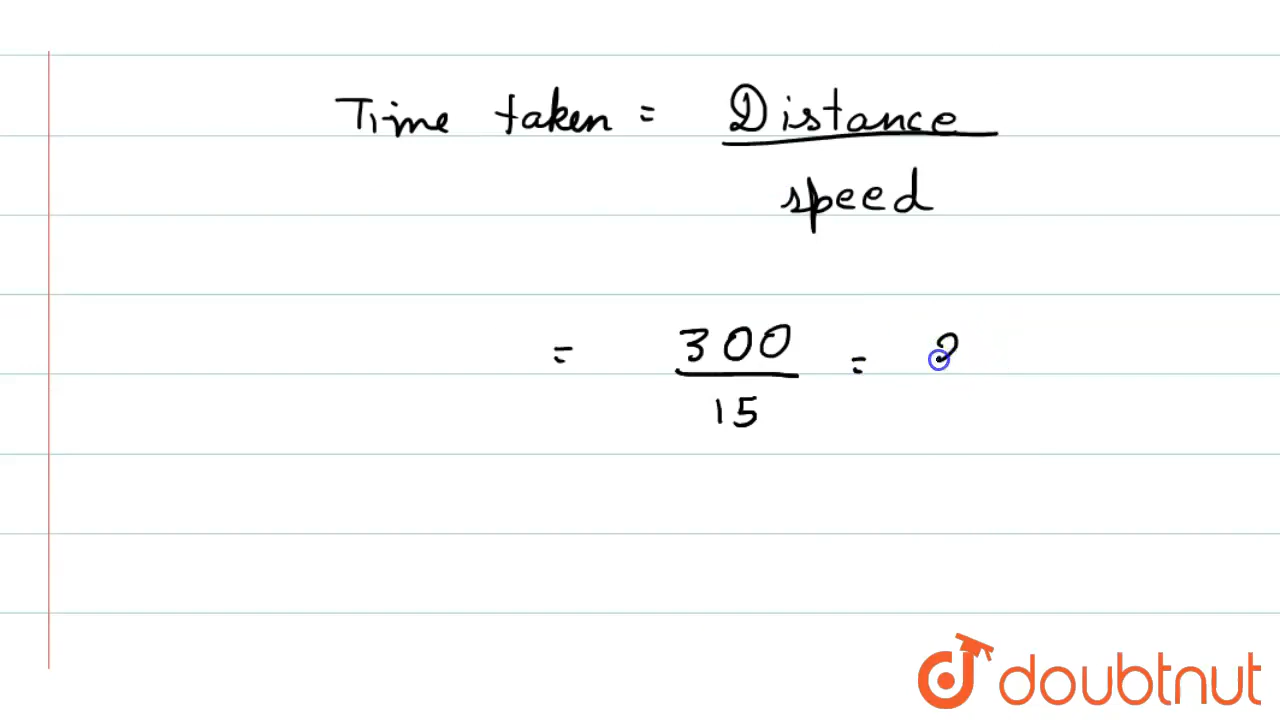 Time taken = Distance
speed
= 300 =
15
doubtnut